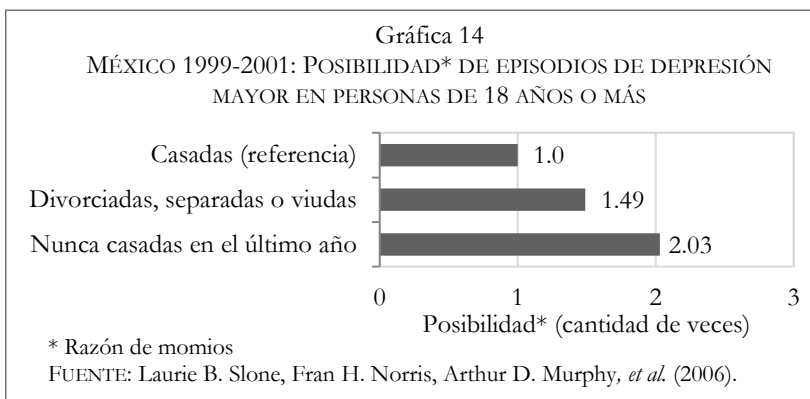 Gráfica 14
MÉXICO 1999-2001: POSIBILIDAD* DE EPISODIOS DE DEPRESIÓN
MAYOR EN PERSONAS DE 18 AÑOS O MÁS
Casadas (referencia) 1.0
Divorciadas, separadas o viudas 1.49
Nunca casadas en el último año 2.03
0 1 2 3
Posibilidad* (cantidad de veces)
* Razón de momios
FUENTE: Laurie B. Slone, Fran H. Norris, Arthur D. Murphy, et al. (2006).